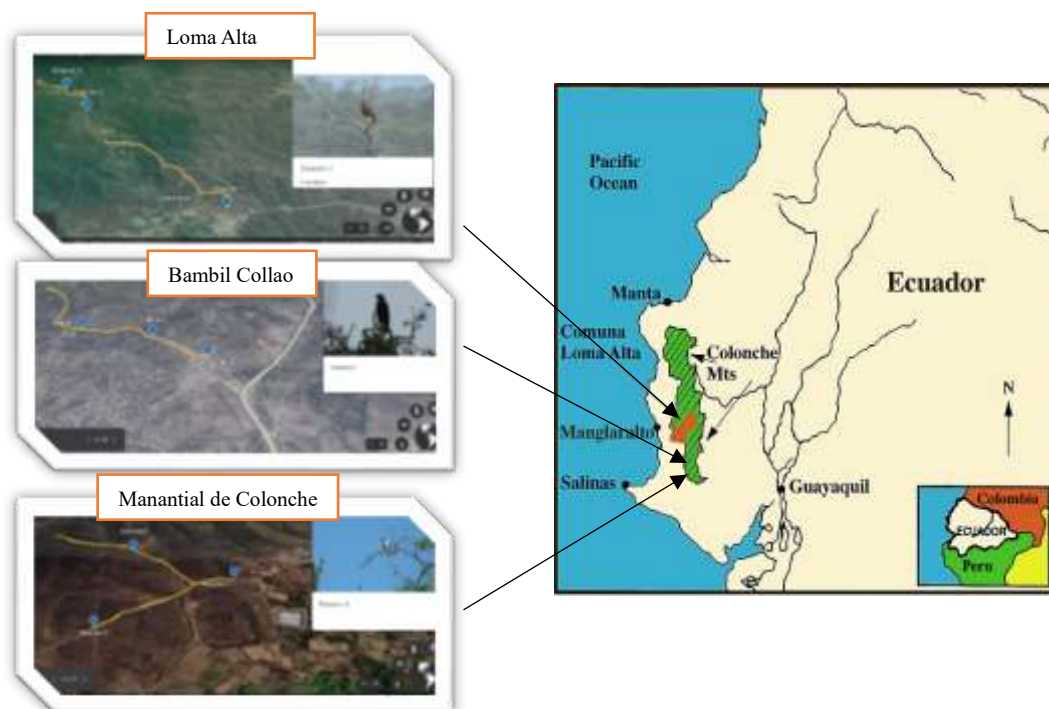 Loma Alta
Bambil Collao
Manantial de Colonche
Pacific
Ocean
Ecuador
Manta
Comuna
Loma Alta
Colonche
Mts
N
Manglaralto
Salinas
Guayaquil
Colombia
ECUADOR
Peru